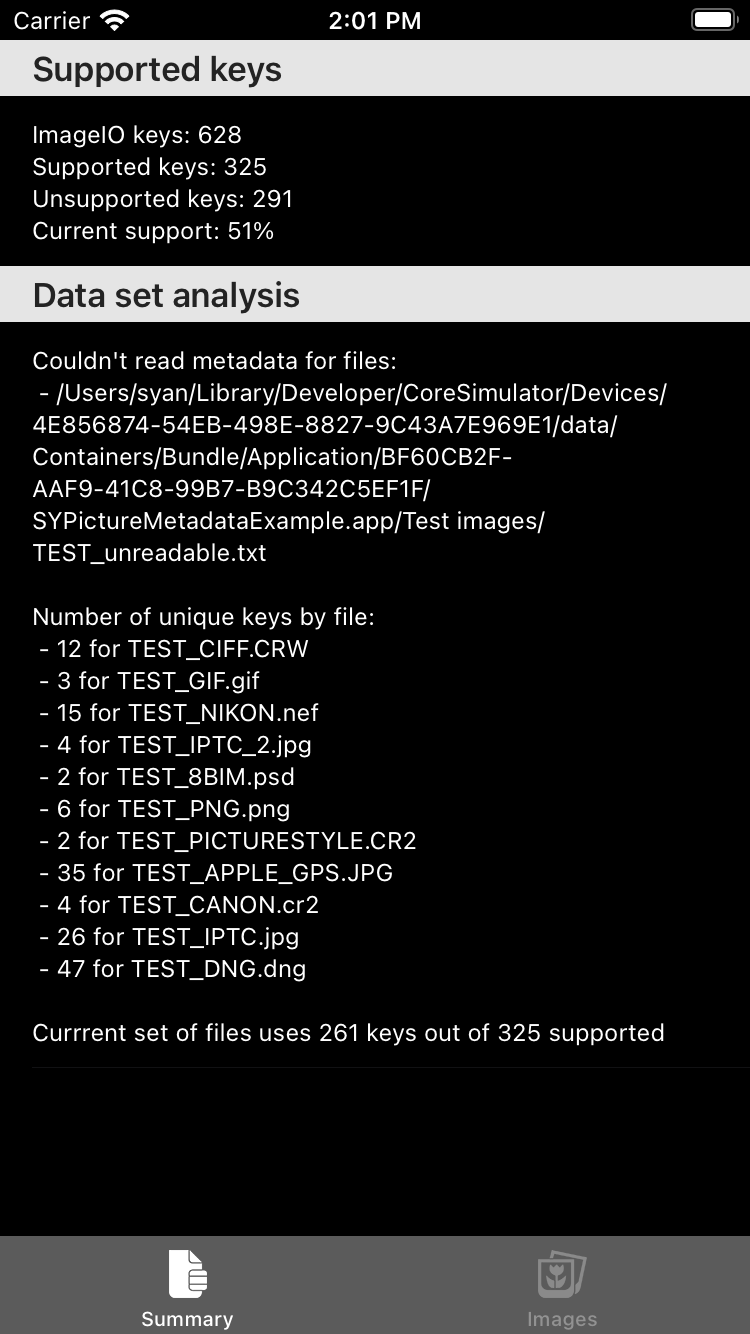 Carrier 2:01 PM
Supported keys
ImageIO keys: 628
Supported keys: 325
Unsupported keys: 291
Current support: 51%
Data set analysis
Couldn't read metadata for files:
- /Users/syan/Library/Developer/CoreSimulator/Devices/
4E856874-54EB-498E-8827-9C43A7E969E1/data/
Containers/Bundle/Application/BF60CB2F-
AAF9-41C8-99B7-B9C342C5EF1F/
SYPictureMetadataExample.app/Test images/
TEST_unreadable.txt
Number of unique keys by file:
- 12 for TEST_CIFF.CRW
- 3 for TEST_GIF.gif
- 15 for TEST_NIKON.nef
- 4 for TEST_IPTC_2.jpg
- 2 for TEST_8BIM.psd
- 6 for TEST_PNG.png
- 2 for TEST_PICTURESTYLE.CR2
- 35 for TEST_APPLE_GPS.JPG
- 4 for TEST_CANON.cr2
- 26 for TEST_IPTC.jpg
- 47 for TEST_DNG.dng
Currrent set of files uses 261 keys out of 325 supported
Summary Images